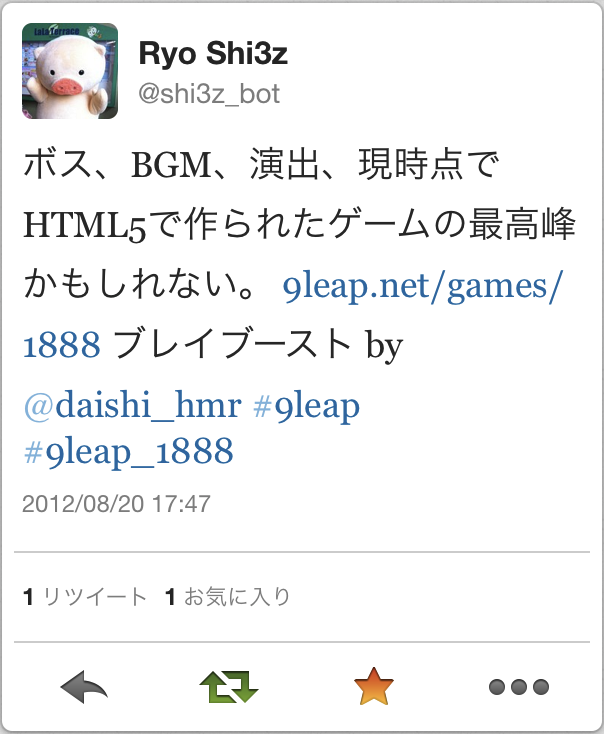 LaLa Terrace
Ryo Shi3z
@shi3z_bot
ボス、BGM、演出、現時点で
HTML5で作られたゲームの最高峰
かもしれない。 9leap.net/games/
1888 ブレイブースト by
@daishi_hmr #9leap
#9leap_1888
2012/08/20 17:47
1 リツイート 1 お気に入り